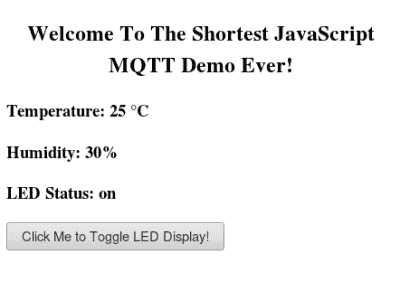 Welcome To The Shortest JavaScript
MQTT Demo Ever!
Temperature: 25 °C
Humidity: 30%
LED Status: on
Click Me to Toggle LED Display!